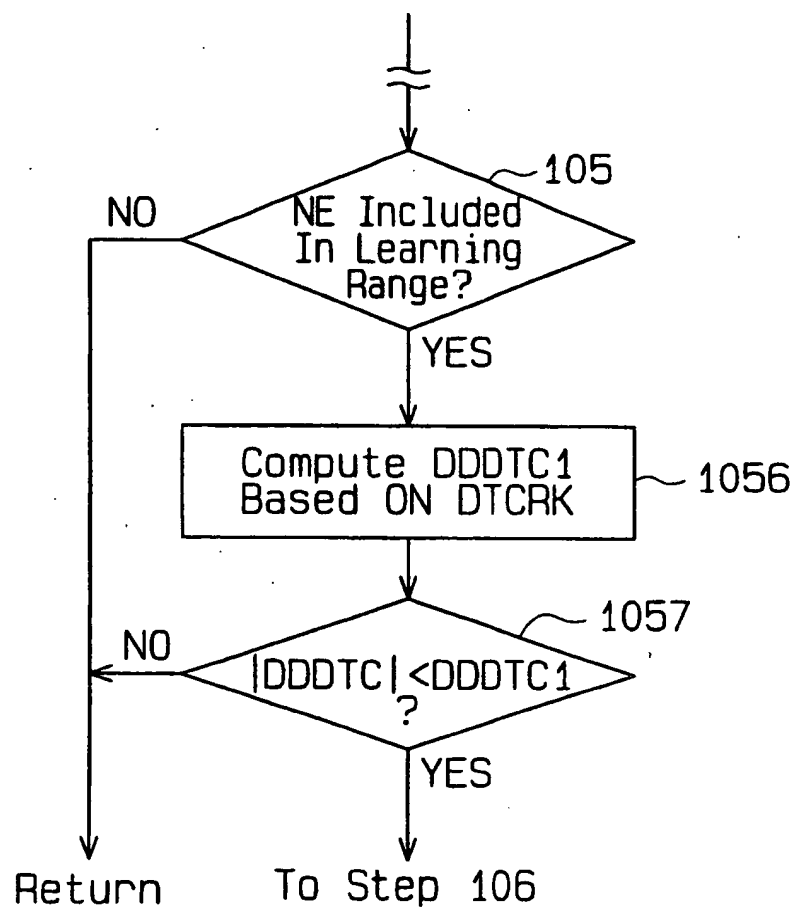 105
NO
NE Included
In Learning
Range?
YES
Compute DDDTC1
Based ON DTCRK
1056
1057
NO
|DDDTC|<DDDTC1
?
YES
Return
To Step 106